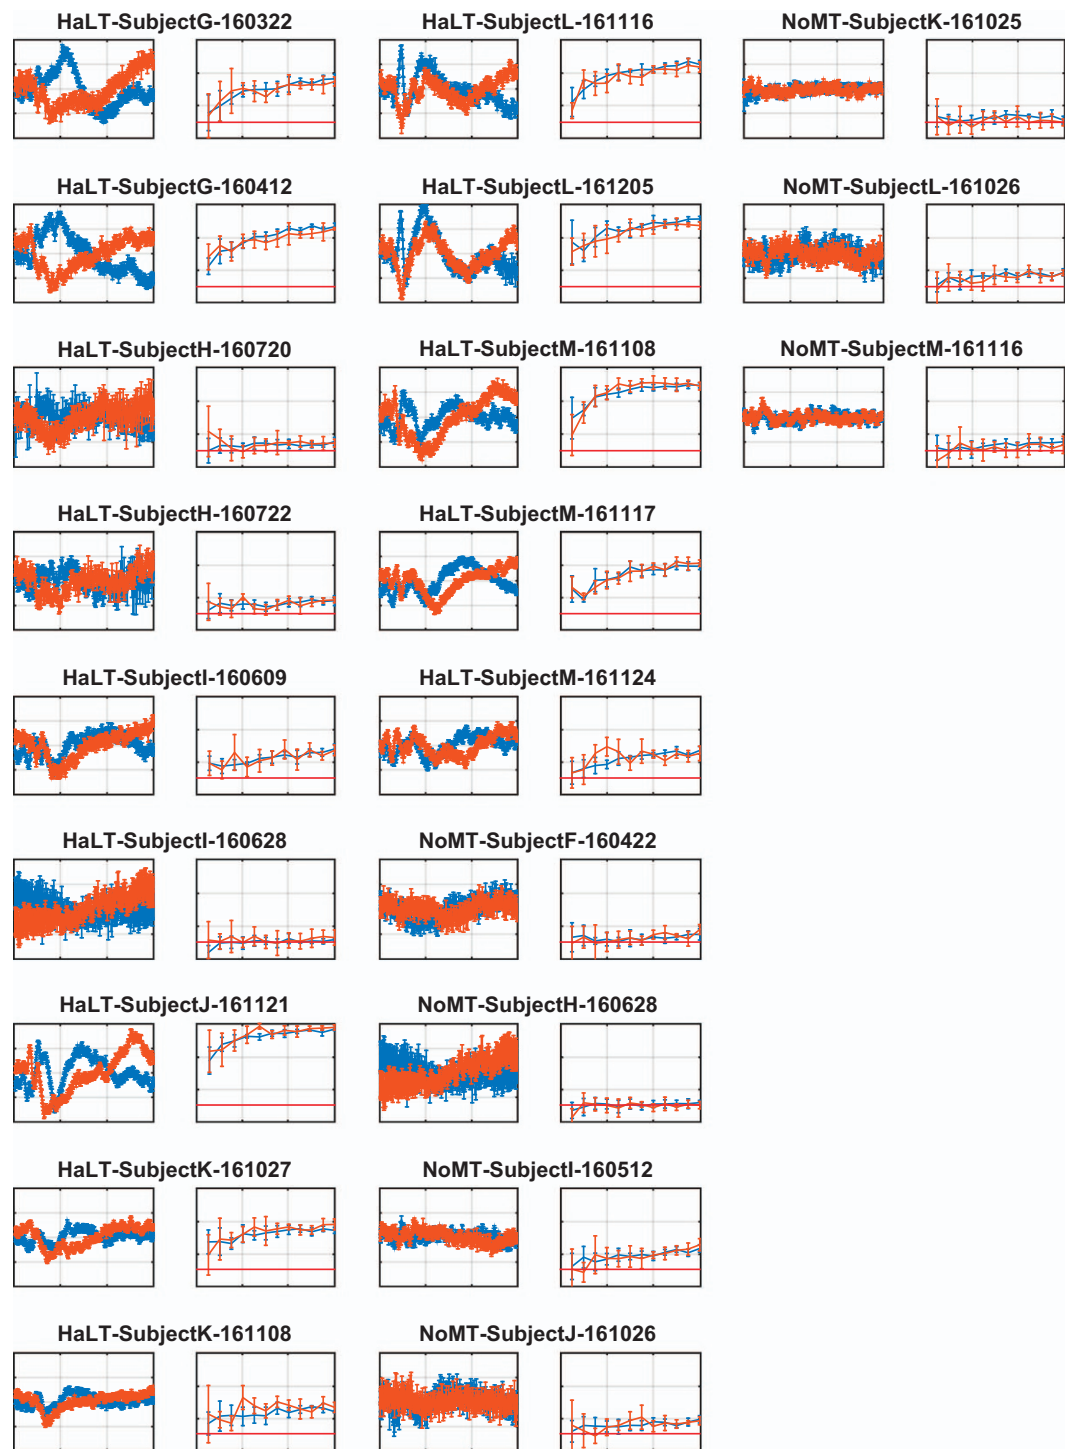 HaLT-SubjectG-160322
HaLT-SubjectL-161116
NoMT-SubjectK-161025
HaLT-SubjectG-160412
HaLT-SubjectL-161205
NoMT-SubjectL-161026
HaLT-SubjectH-160720
HaLT-SubjectM-161108
NoMT-SubjectM-161116
HaLT-SubjectH-160722
HaLT-SubjectM-161117
HaLT-SubjectI-160609
HaLT-SubjectM-161124
HaLT-SubjectI-160628
NoMT-SubjectF-160422
HaLT-SubjectJ-161121
NoMT-SubjectH-160628
HaLT-SubjectK-161027
NoMT-SubjectI-160512
HaLT-SubjectK-161108
NoMT-SubjectJ-161026